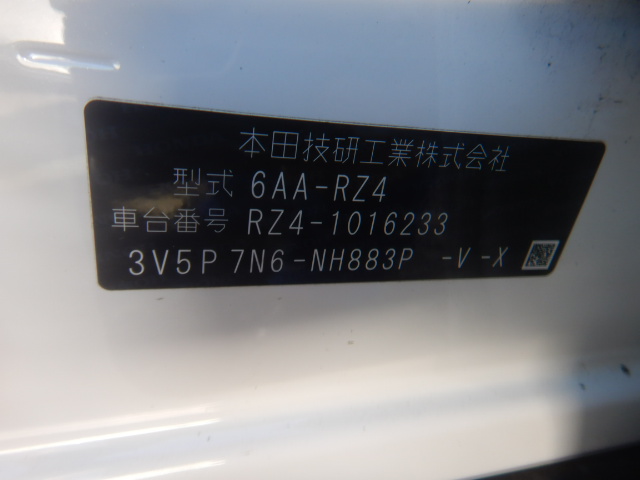 本田技研工業株式会社
型式 6AA-RZ4
車台番号 RZ4-1016233
3V5P 7N6-NH883P -V -X